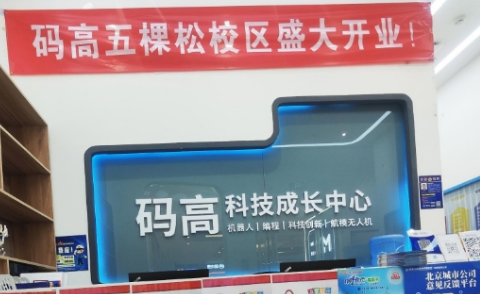 码高五棵松校区盛大开业！
码高 科技成长中心
机器人 | 编程 | 科技创新 | 航模无人机
北京城市公司
意见反馈平台